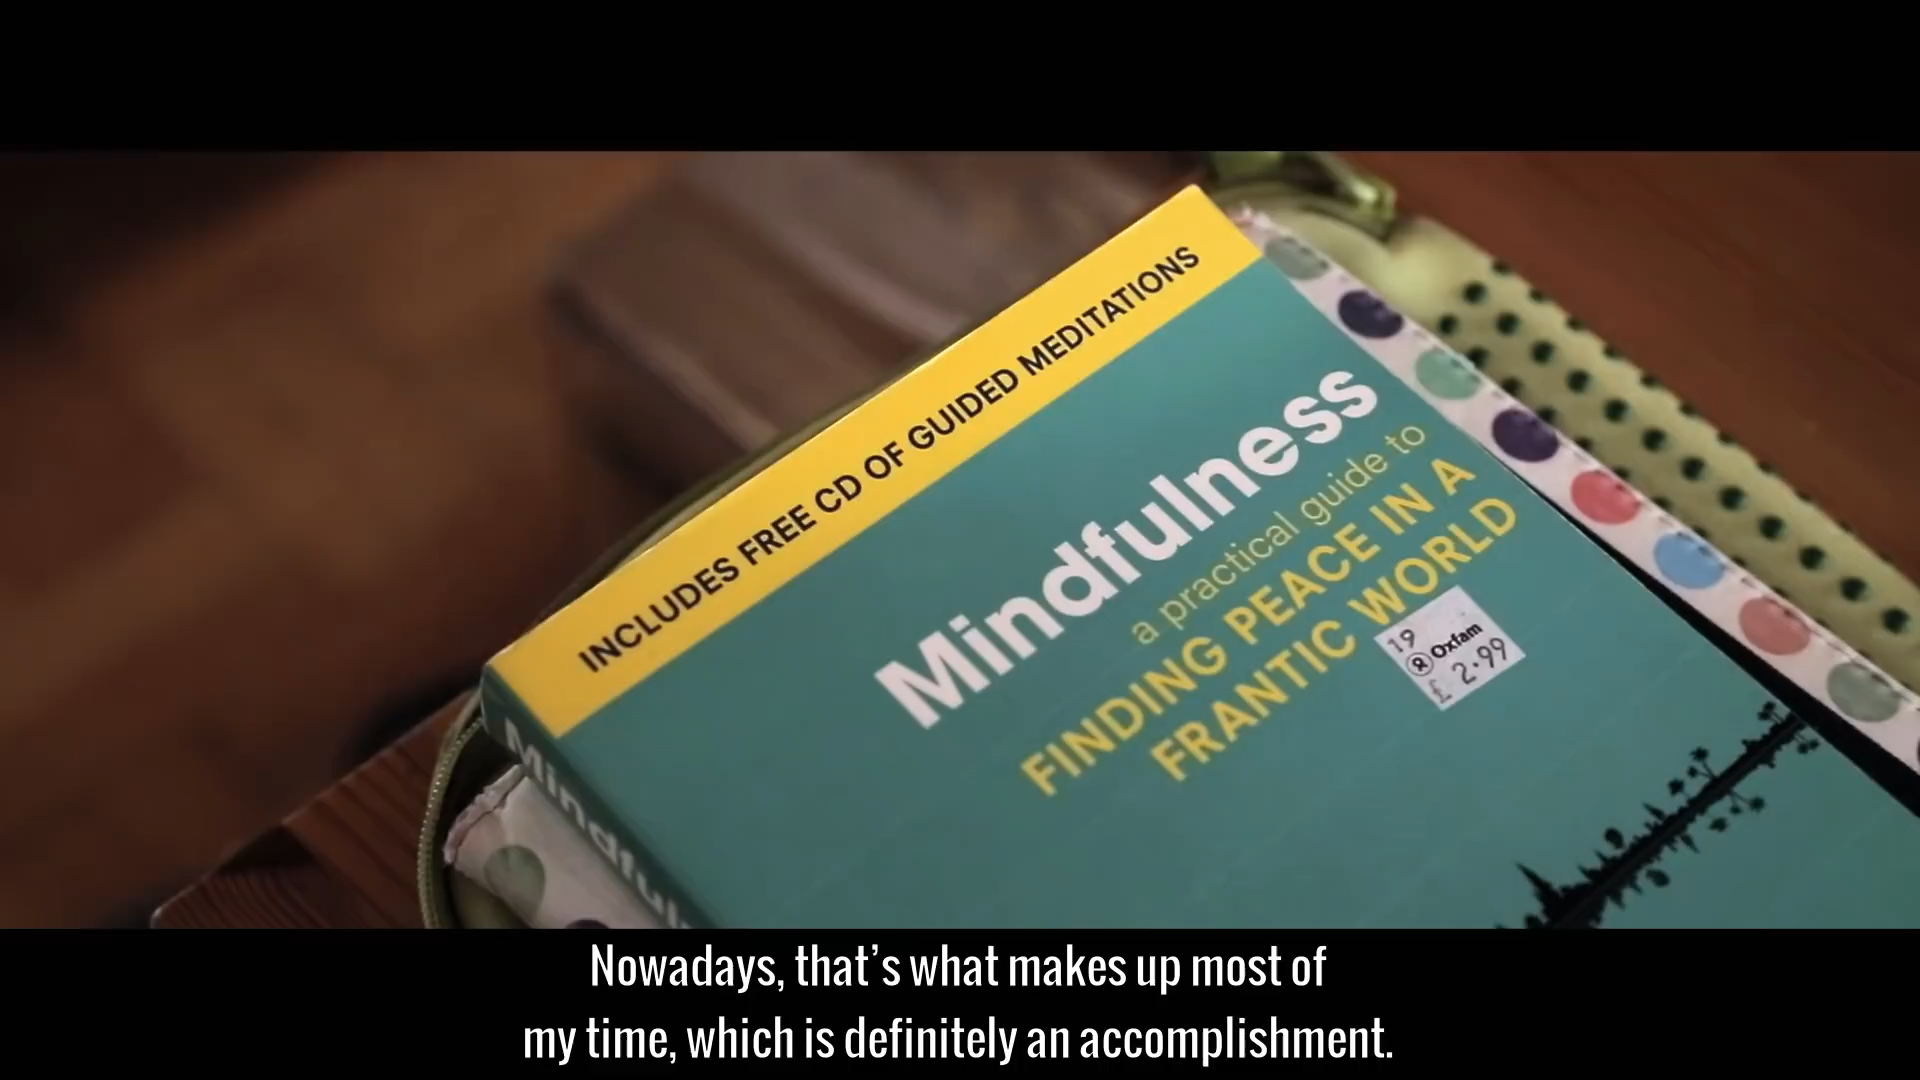 INCLUDES FREE CD OF GUIDED MEDITATIONS
Mindfulness
a practical guide to
FINDING PEACE IN A
FRANTIC WORLD
19
Oxfam
£ 2.99
Mindful
Nowadays, that’s what makes up most of
my time, which is definitely an accomplishment.